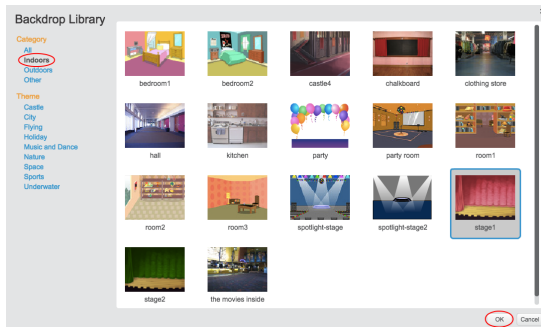 Backdrop Library
Category
All
Indoors
Outdoors
Other
Theme
Castle
City
Flying
Holiday
Music and Dance
Nature
Space
Sports
Underwater
bedroom1
bedroom2
castle4
chalkboard
clothing store
hall
kitchen
party
party room
room1
room2
room3
spotlight-stage
spotlight-stage2
stage1
stage2
the movies inside
OK
Cancel